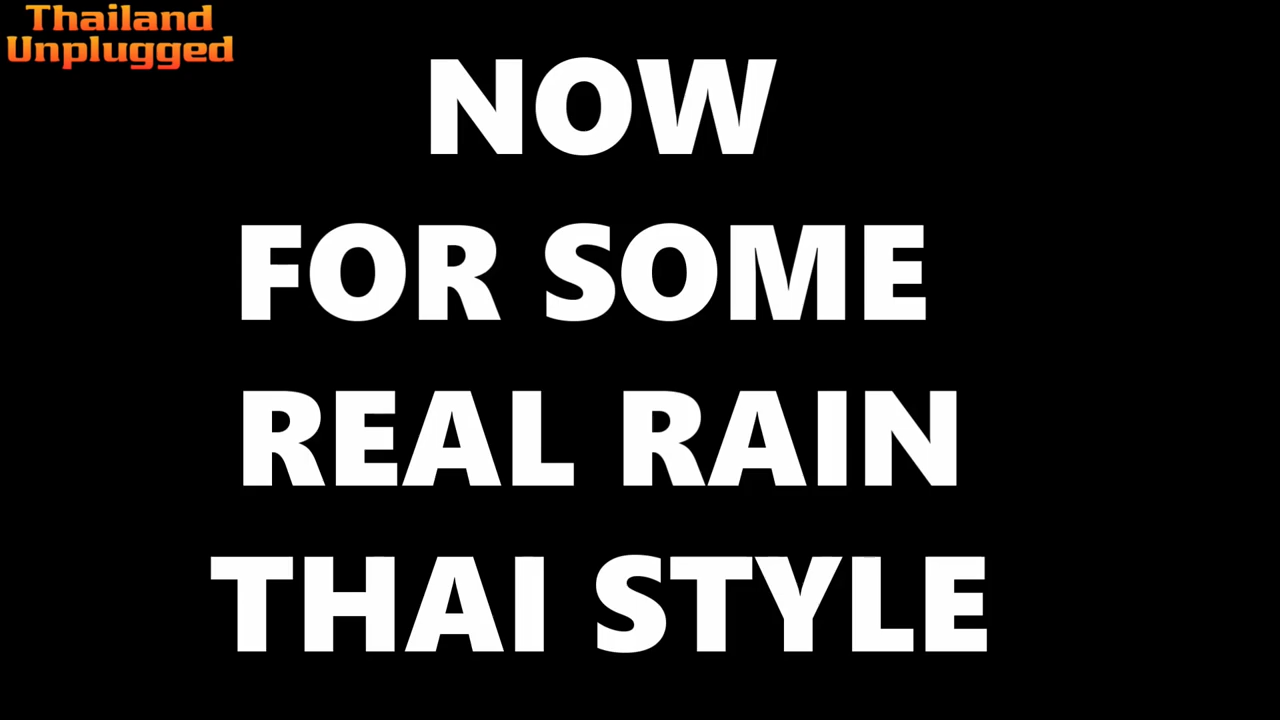 Thailand
Unplugged
NOW
FOR SOME
REAL RAIN
THAI STYLE